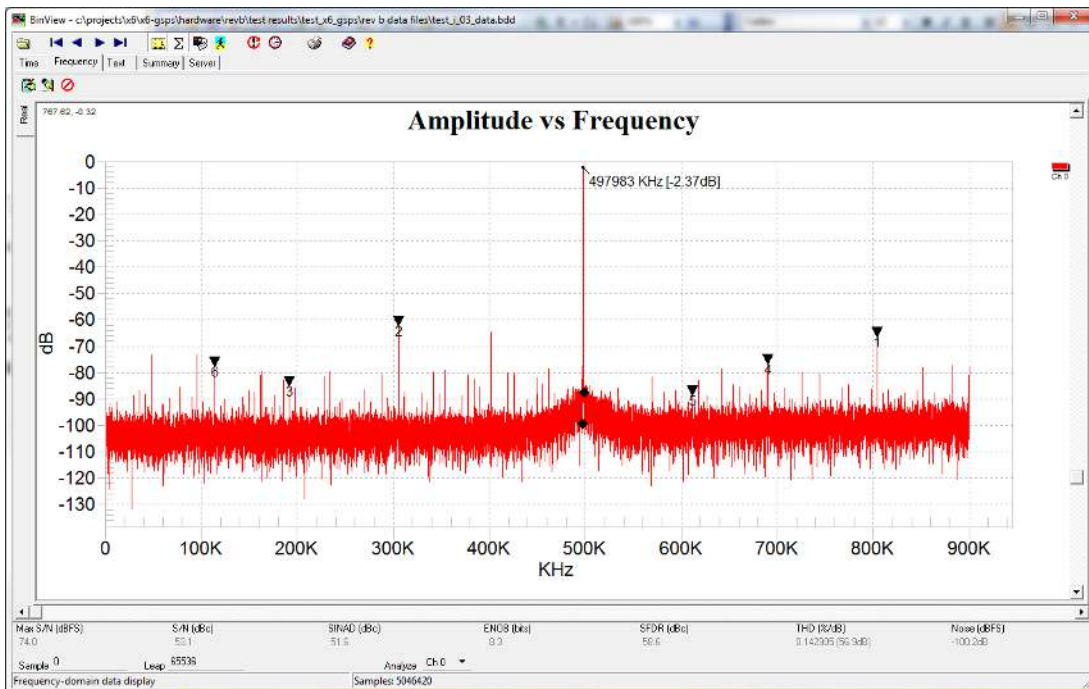 BinView - c:\projects\x6\x6-gsps\hardware\revb\test results\test_x6_gsps\rev b data files\test_i_03_data.bdd
Time Frequency Text Summary Server
Real
767.62, -0.32
Amplitude vs Frequency
Ch 0
497983 KHz [-2.37dB]
0
-10
-20
-30
-40
-50
-60
-70
-80
-90
-100
-110
-120
-130
dB
6
3
2
5
4
1
0 100K 200K 300K 400K 500K 600K 700K 800K 900K
KHz
Max S/N (dBFS) S/N (dBc) SINAD (dBc) ENOB (bits) SFDR (dBc) THD (%/dB) Noise (dBFS)
74.0 53.1 51.6 8.3 58.6 0.142905 (56.9dB) -100.2dB
Sample 0 Leap 65536 Analyze Ch 0
Frequency-domain data display Samples: 5046420